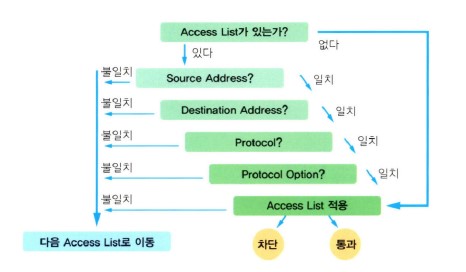 Access List가 있는가?
있다
없다
불일치
Source Address?
일치
불일치
Destination Address?
일치
불일치
Protocol?
일치
불일치
Protocol Option?
일치
불일치
Access List 적용
다음 Access List로 이동
차단
통과